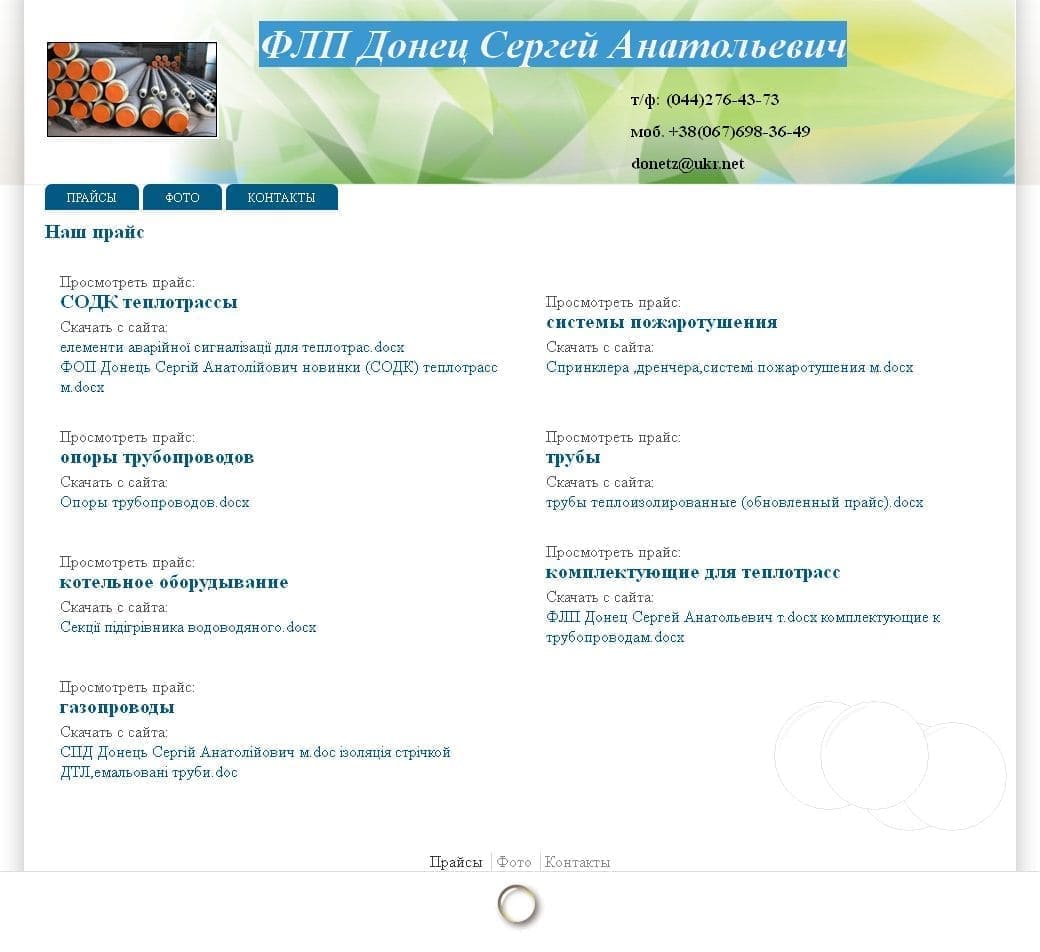 ФЛП Донец Сергей Анатольевич
т/ф: (044)276-43-73
моб. +38(067)698-36-49
donetz@ukr.net
ПРАЙСЫ
ФОТО
КОНТАКТЫ
Наш прайс
Просмотреть прайс:
СОДК теплотрассы
Скачать с сайта:
елементи аварійної сигналізації для теплотрас.docx
ФОП Донець Сергій Анатолійович новинки (СОДК) теплотрасс
м.docx
Просмотреть прайс:
системы пожаротушения
Скачать с сайта:
Спринклера ,дренчера,системі пожаротушения м.docx
Просмотреть прайс:
опоры трубопроводов
Скачать с сайта:
Опоры трубопроводов.docx
Просмотреть прайс:
трубы
Скачать с сайта:
трубы теплоизолированные (обновленный прайс).docx
Просмотреть прайс:
котельное оборудывание
Скачать с сайта:
Секції підігрівника водоводяного.docx
Просмотреть прайс:
комплектующие для теплотрасс
Скачать с сайта:
ФЛП Донец Сергей Анатольевич т.docx комплектующие к
трубопроводам.docx
Просмотреть прайс:
газопроводы
Скачать с сайта:
СПД Донець Сергій Анатолійович м.doc ізоляція стрічкой
ДТЛ,емальовані труби.doc
Прайсы
Фото
Контакты